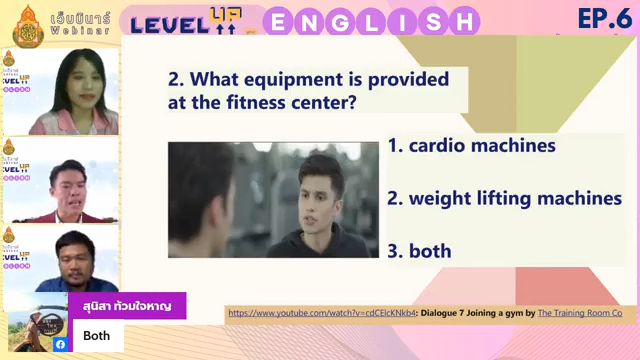 เว็บบินาร์
Webinar
LEVEL UP
ENGLISH
EP.6
2. What equipment is provided
at the fitness center?
1. cardio machines
2. weight lifting machines
3. both
https://www.youtube.com/watch?v=cdCElcKNkb4: Dialogue 7 Joining a gym by The Training Room Co
สุนิสา ท้วมใจหาญ
Both